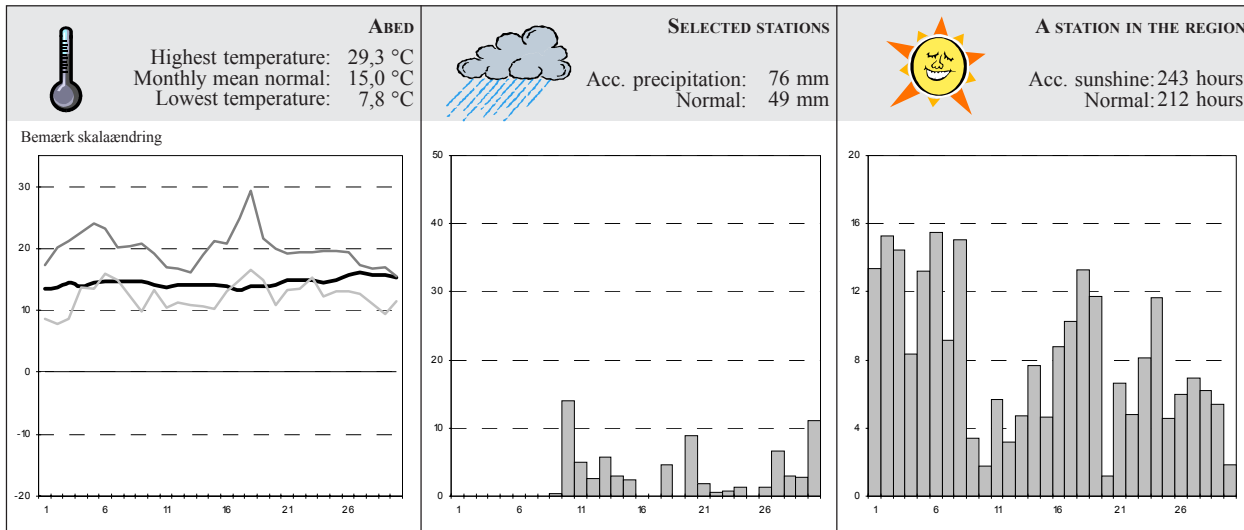 ABED
Highest temperature: 29,3 °C
Monthly mean normal: 15,0 °C
Lowest temperature: 7,8 °C
SELECTED STATIONS
Acc. precipitation: 76 mm
Normal: 49 mm
A STATION IN THE REGION
Acc. sunshine: 243 hours
Normal: 212 hours
Bemærk skalaændring
30
20
10
0
-10
-20
1 6 11 16 21 26
50
40
30
20
10
0
1 6 11 16 21 26
20
16
12
8
4
0
1 6 11 16 21 26